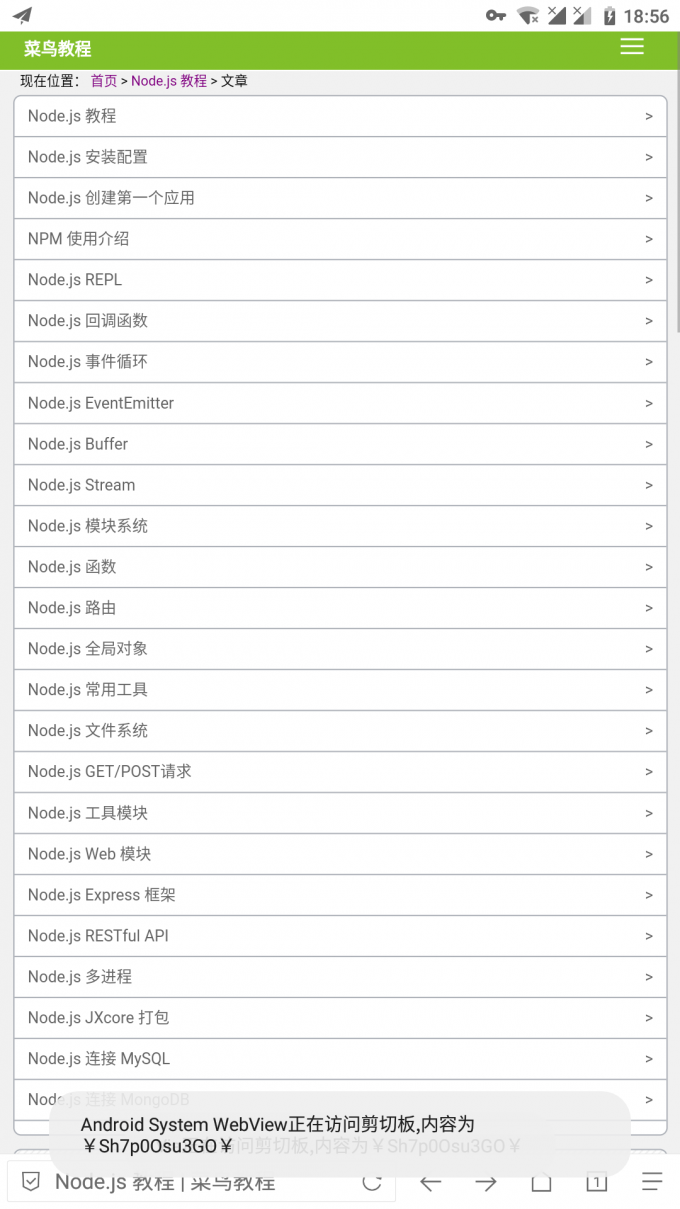 18:56
菜鸟教程
现在位置： 首页 > Node.js 教程 > 文章
Node.js 教程 >
Node.js 安装配置 >
Node.js 创建第一个应用 >
NPM 使用介绍 >
Node.js REPL >
Node.js 回调函数 >
Node.js 事件循环 >
Node.js EventEmitter >
Node.js Buffer >
Node.js Stream >
Node.js 模块系统 >
Node.js 函数 >
Node.js 路由 >
Node.js 全局对象 >
Node.js 常用工具 >
Node.js 文件系统 >
Node.js GET/POST请求 >
Node.js 工具模块 >
Node.js Web 模块 >
Node.js Express 框架 >
Node.js RESTful API >
Node.js 多进程 >
Node.js JXcore 打包 >
Node.js 连接 MySQL >
Node.js 连接 MongoDB >
Android System WebView正在访问剪切板,内容为
￥Sh7p0Osu3GO￥
访问剪切板,内容为￥Sh7p0Osu3GO￥
Node.js 教程 | 菜鸟教程
1